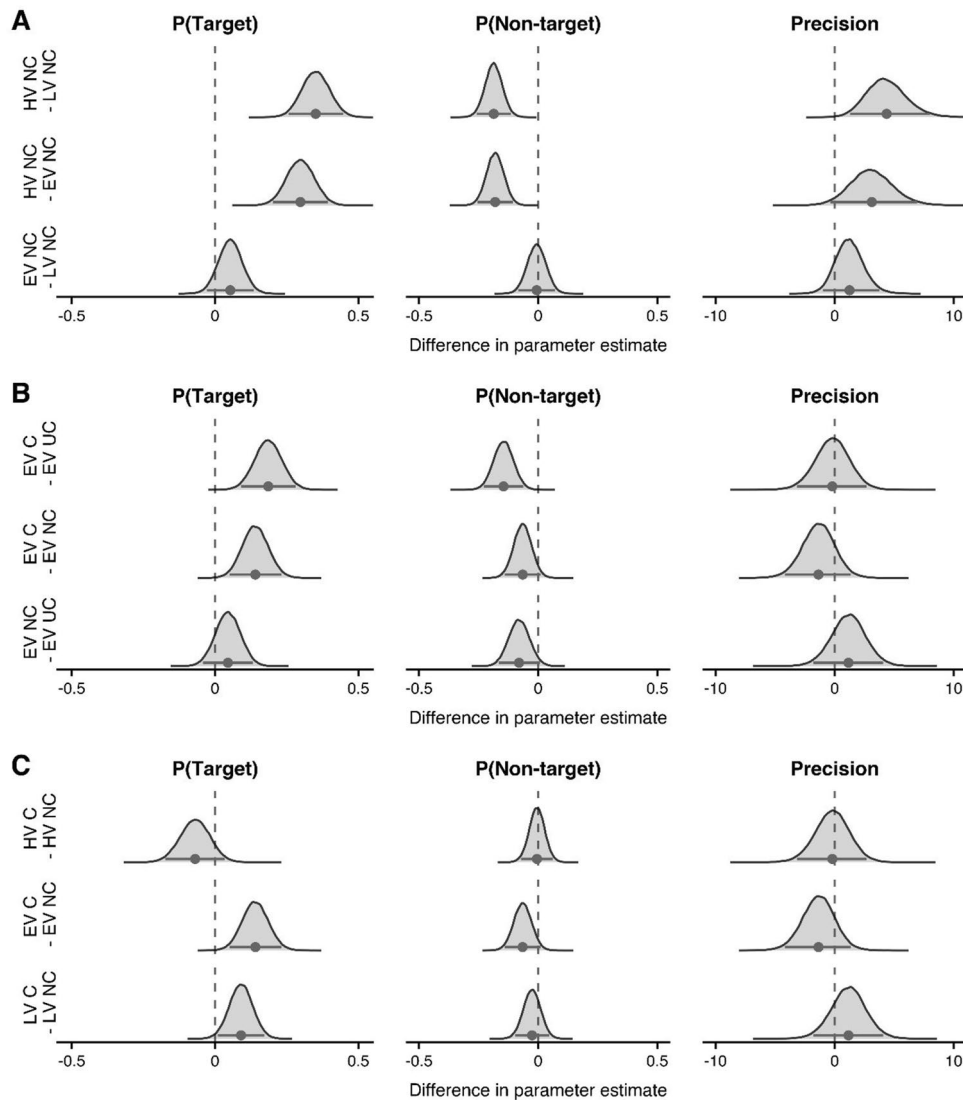 A
P(Target) P(Non-target) Precision
HV NC
- LV NC
HV NC
- EV NC
EV NC
- LV NC
-0.5 0 0.5 -0.5 0 0.5 -10 0 10
Difference in parameter estimate
B
P(Target) P(Non-target) Precision
EV C
- EV UC
EV C
- EV NC
EV NC
- EV UC
-0.5 0 0.5 -0.5 0 0.5 -10 0 10
Difference in parameter estimate
C
P(Target) P(Non-target) Precision
HV C
- HV NC
EV C
- EV NC
LV C
- LV NC
-0.5 0 0.5 -0.5 0 0.5 -10 0 10
Difference in parameter estimate